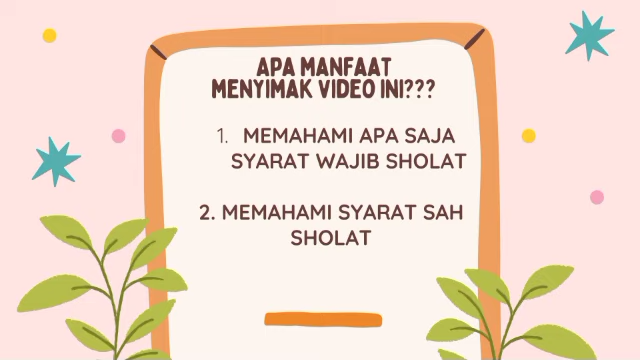 APA MANFAAT
MENYIMAK VIDEO INI???
1. MEMAHAMI APA SAJA
SYARAT WAJIB SHOLAT
2. MEMAHAMI SYARAT SAH
SHOLAT